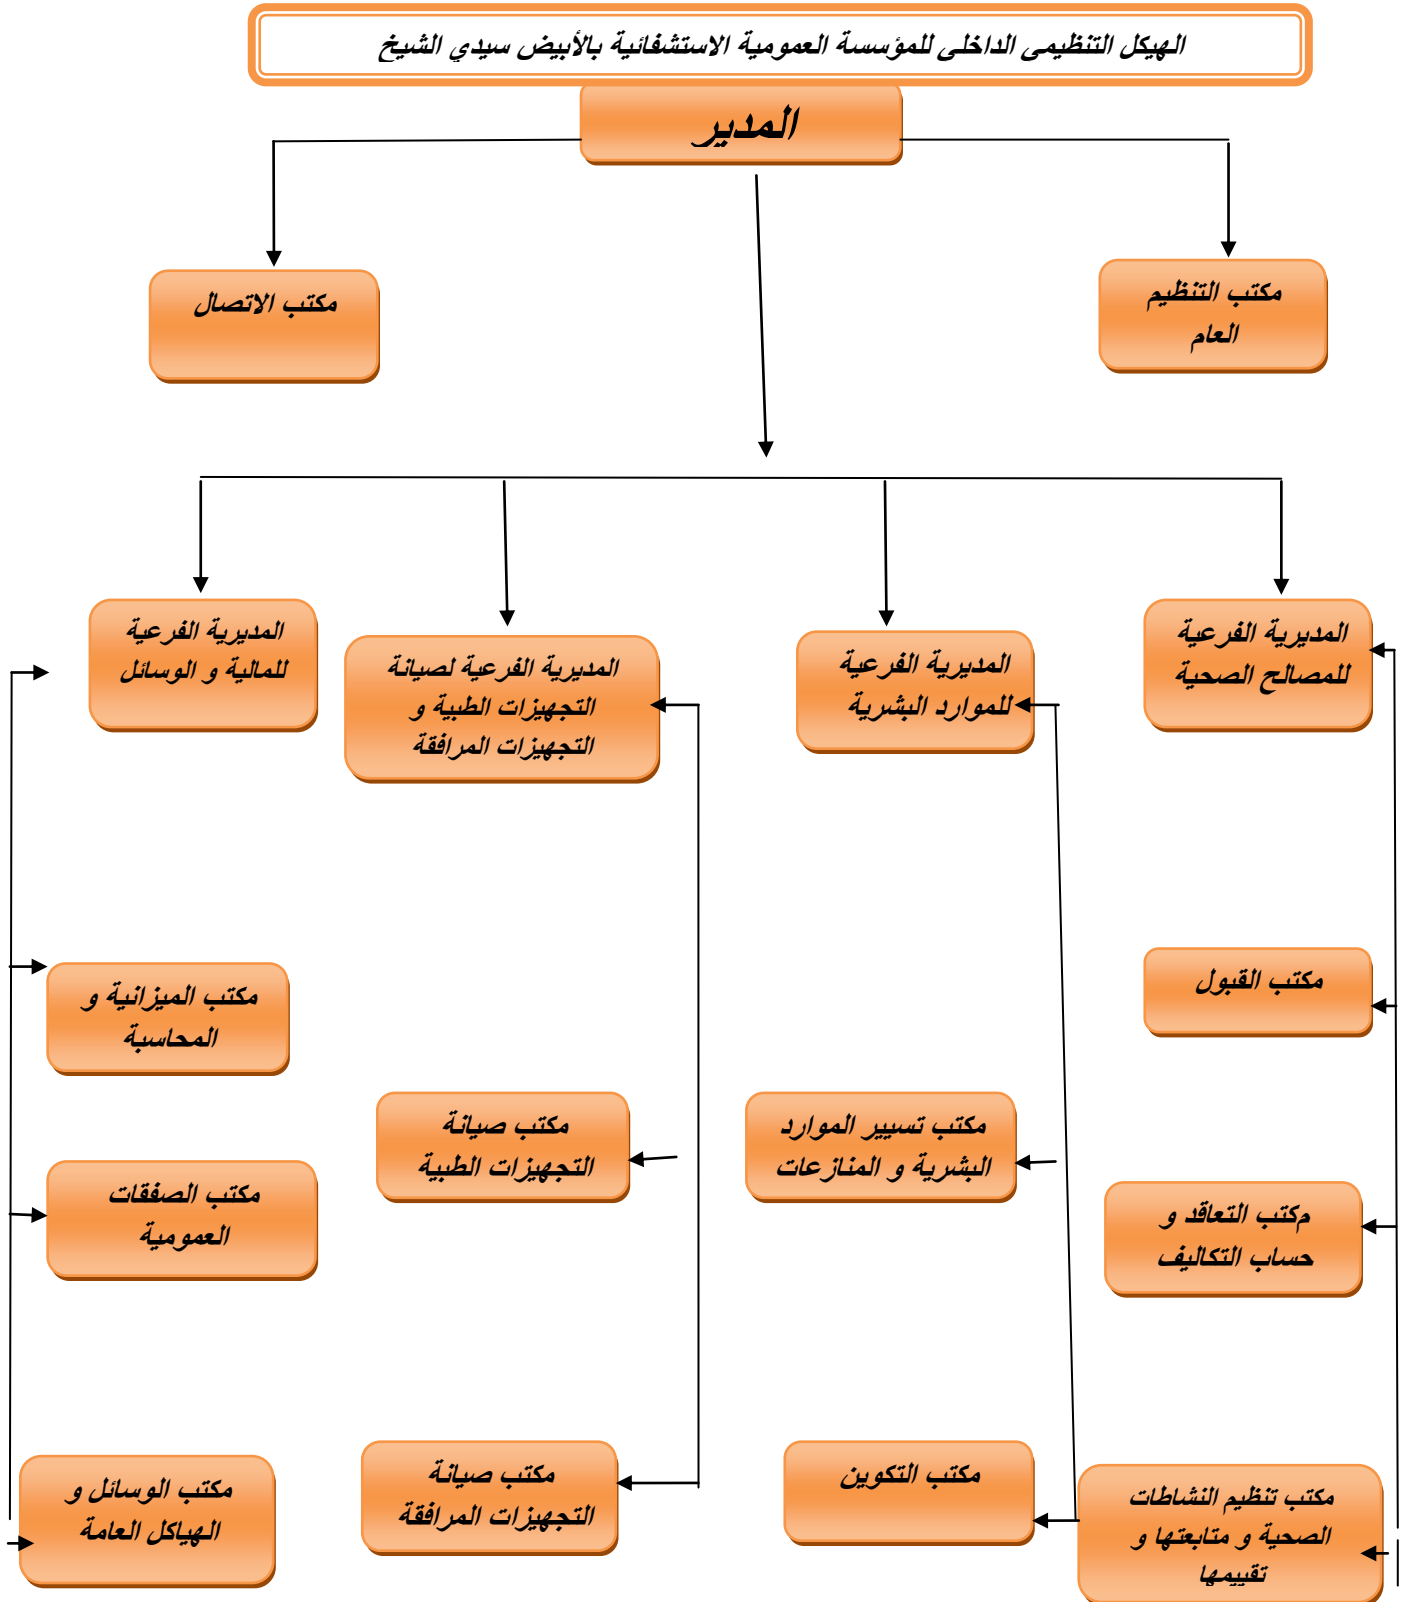 الهيكل التنظيمي الداخلي للمؤسسة العمومية الاستشفائية بالأبيض سيدي الشيخ
المدير
مكتب التنظيم
العام
مكتب الاتصال
المديرية الفرعية
للمصالح الصحية
المديرية الفرعية
للموارد البشرية
المديرية الفرعية لصيانة
التجهيزات الطبية و
التجهيزات المرافقة
المديرية الفرعية
للمالية و الوسائل
مكتب القبول
مكتب الميزانية و
المحاسبة
مكتب تسيير الموارد
البشرية و المنازعات
مكتب صيانة
التجهيزات الطبية
مكتب التعاقد و
حساب التكاليف
مكتب الصفقات
العمومية
مكتب تنظيم النشاطات
الصحية و متابعتها و
تقييمها
مكتب التكوين
مكتب صيانة
التجهيزات المرافقة
مكتب الوسائل و
الهياكل العامة